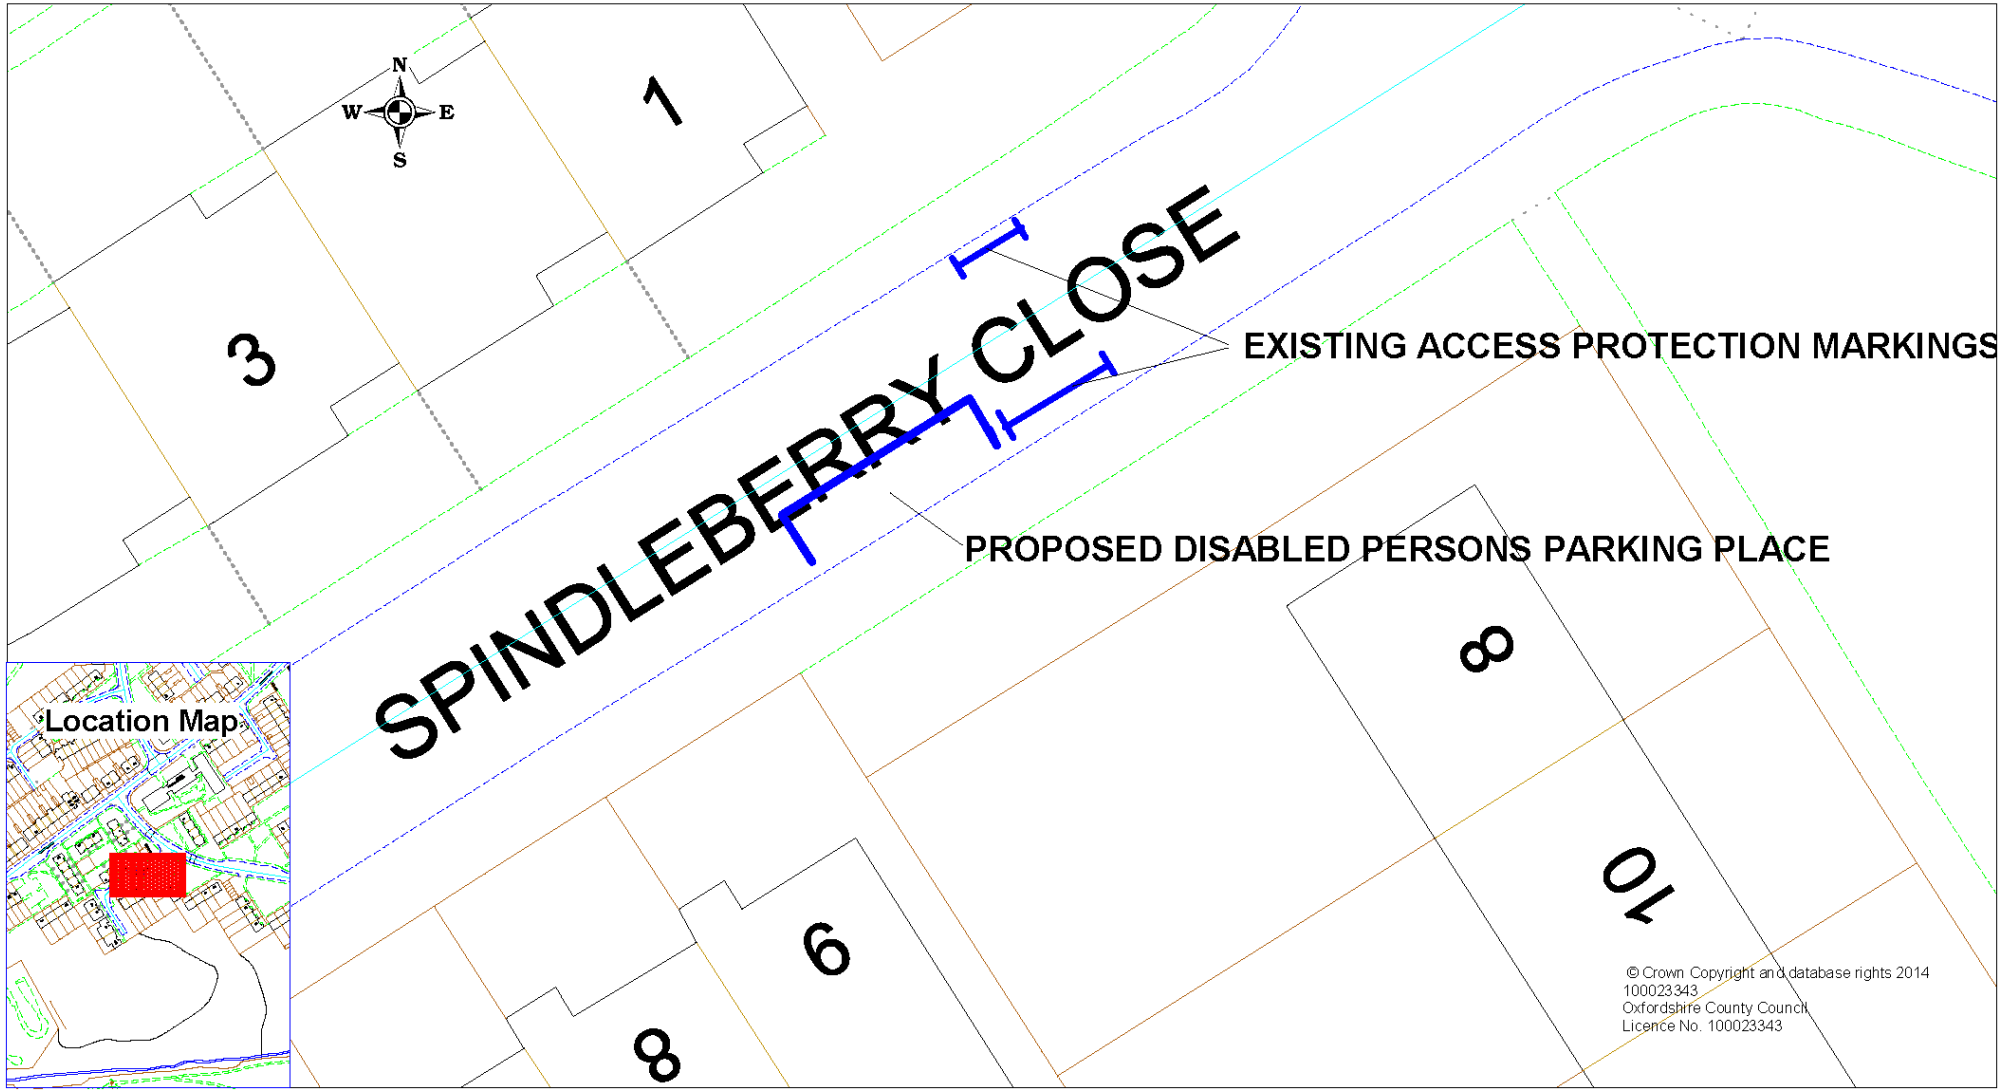 N
W E
S
1
3
SPINDLEBERRY CLOSE
EXISTING ACCESS PROTECTION MARKINGS
PROPOSED DISABLED PERSONS PARKING PLACE
8
10
6
8
Location Map
© Crown Copyright and database rights 2014
100023343
Oxfordshire County Council
Licence No. 100023343